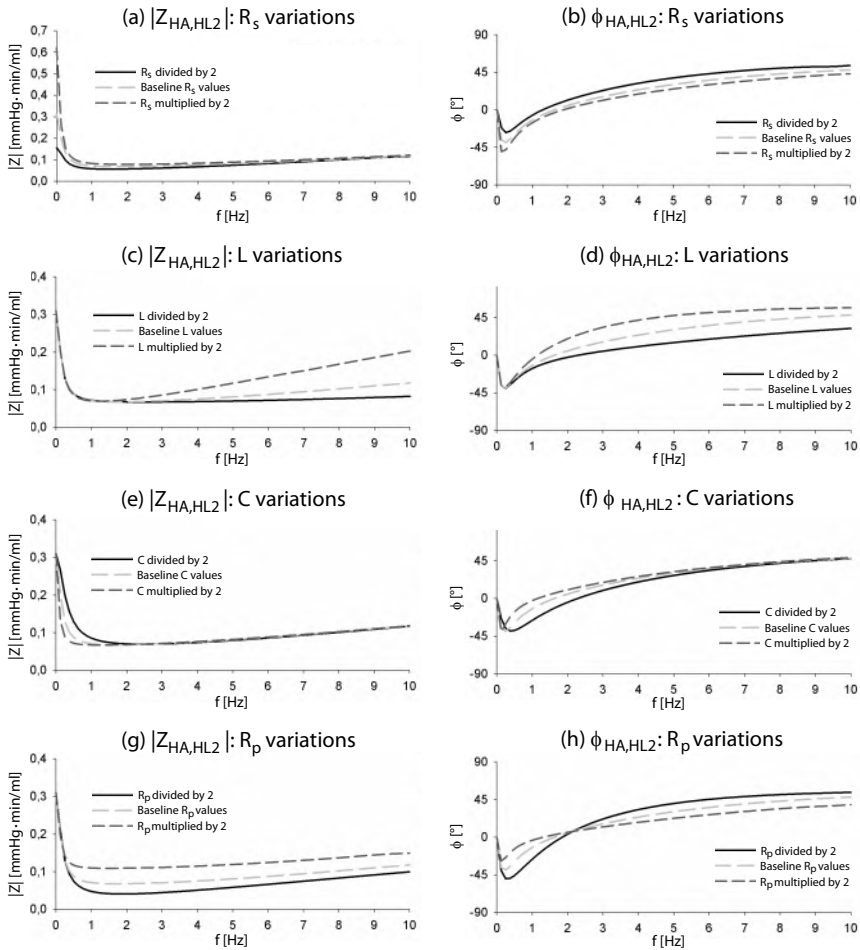 (a) |Z_HA,HL2|: R_s variations
0,7
0,6
0,5
0,4
0,3
0,2
0,1
0,0
|Z| [mmHg·min/ml]
R_s divided by 2
Baseline R_s values
R_s multiplied by 2
0 1 2 3 4 5 6 7 8 9 10
f [Hz]
(b) ϕ_HA,HL2: R_s variations
90
45
0
-45
-90
ϕ [°]
R_s divided by 2
Baseline R_s values
R_s multiplied by 2
0 1 2 3 4 5 6 7 8 9 10
f [Hz]
(c) |Z_HA,HL2|: L variations
0,4
0,3
0,2
0,1
0,0
|Z| [mmHg·min/ml]
L divided by 2
Baseline L values
L multiplied by 2
0 1 2 3 4 5 6 7 8 9 10
f [Hz]
(d) ϕ_HA,HL2: L variations
45
0
-45
-90
ϕ [°]
L divided by 2
Baseline L values
L multiplied by 2
0 1 2 3 4 5 6 7 8 9 10
f [Hz]
(e) |Z_HA,HL2|: C variations
0,4
0,3
0,2
0,1
0,0
|Z| [mmHg·min/ml]
C divided by 2
Baseline C values
C multiplied by 2
0 1 2 3 4 5 6 7 8 9 10
f [Hz]
(f) ϕ HA,HL2 : C variations
45
0
-45
-90
ϕ [°]
C divided by 2
Baseline C values
C multiplied by 2
0 1 2 3 4 5 6 7 8 9 10
f [Hz]
(g) |Z_HA,HL2|: R_p variations
0,4
0,3
0,2
0,1
0,0
|Z| [mmHg·min/ml]
R_p divided by 2
Baseline R_p values
R_p multiplied by 2
0 1 2 3 4 5 6 7 8 9 10
f [Hz]
(h) ϕ_HA,HL2: R_p variations
90
45
0
-45
-90
ϕ [°]
R_p divided by 2
Baseline R_p values
R_p multiplied by 2
0 1 2 3 4 5 6 7 8 9 10
f [Hz]